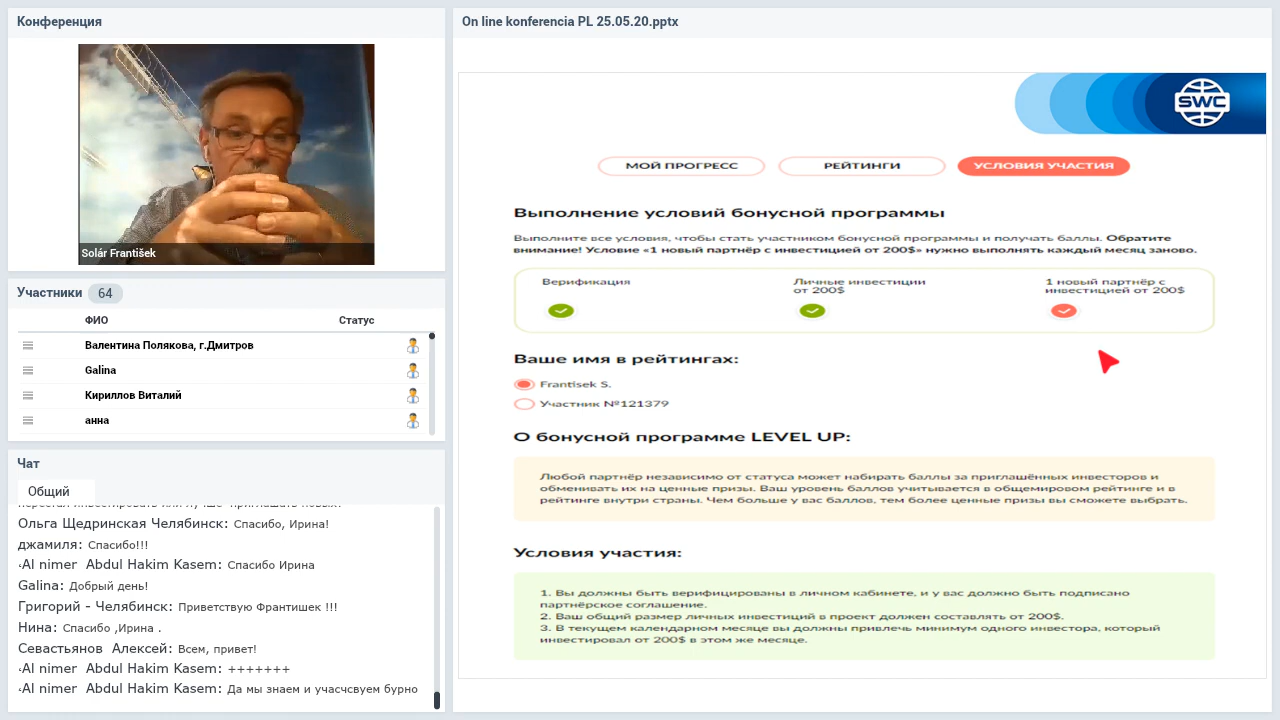 Конференция
Solár František
Участники 64
ФИО Статус
Валентина Полякова, г.Дмитров
Galina
Кириллов Виталий
анна
Чат
Общий
Ольга Щедринская Челябинск: Спасибо, Ирина!
джамиля: Спасибо!!!
Al nimer Abdul Hakim Kasem: Спасибо Ирина
Galina: Добрый день!
Григорий - Челябинск: Приветствую Франтишек !!!
Нина: Спасибо ,Ирина .
Севастьянов Алексей: Всем, привет!
Al nimer Abdul Hakim Kasem: +++++++
Al nimer Abdul Hakim Kasem: Да мы знаем и учасчсвуем бурно
On line konferencia PL 25.05.20.pptx
SWC
МОЙ ПРОГРЕСС РЕЙТИНГИ УСЛОВИЯ УЧАСТИЯ
Выполнение условий бонусной программы
Выполните все условия, чтобы стать участником бонусной программы и получать баллы. Обратите
внимание! Условие «1 новый партнёр с инвестицией от 200$» нужно выполнять каждый месяц заново.
Верификация
Личные инвестиции
от 200$
1 новый партнёр с
инвестицией от 200$
Ваше имя в рейтингах:
Frantisek S.
Участник №121379
О бонусной программе LEVEL UP:
Любой партнёр независимо от статуса может набирать баллы за приглашённых инвесторов и
обменивать их на ценные призы. Ваш уровень баллов учитывается в общемировом рейтинге и в
рейтинге внутри страны. Чем больше у вас баллов, тем более ценные призы вы сможете выбрать.
Условия участия:
1. Вы должны быть верифицированы в личном кабинете, и у вас должно быть подписано
партнёрское соглашение.
2. Ваш общий размер личных инвестиций в проект должен составлять от 200$.
3. В текущем календарном месяце вы должны привлечь минимум одного инвестора, который
инвестировал от 200$ в этом же месяце.